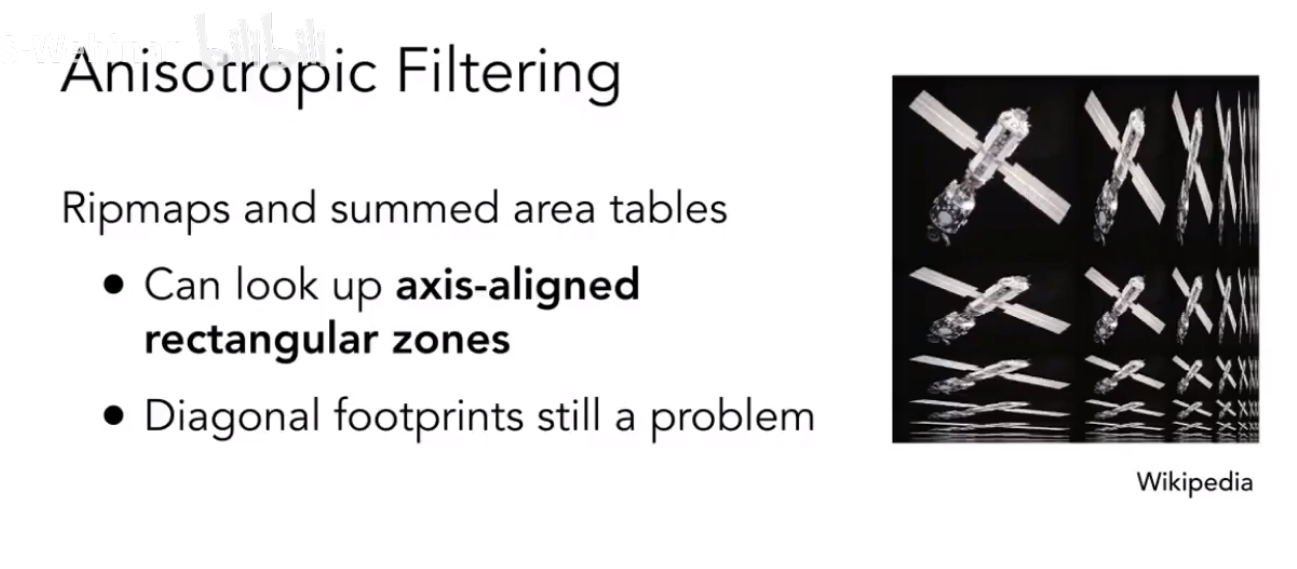 Anisotropic Filtering
Ripmaps and summed area tables
• Can look up axis-aligned
rectangular zones
• Diagonal footprints still a problem
Wikipedia
bilibili